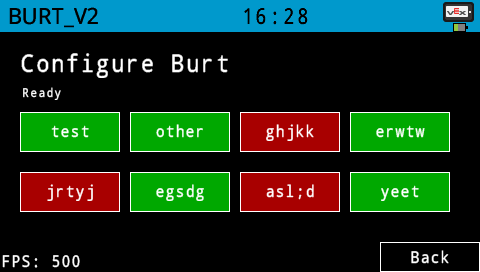 BURT_V2 16:28 VEX
Configure Burt
Ready
test other ghjkk erwtw
jrtyj egsdg asl;d yeet
FPS: 500 Back